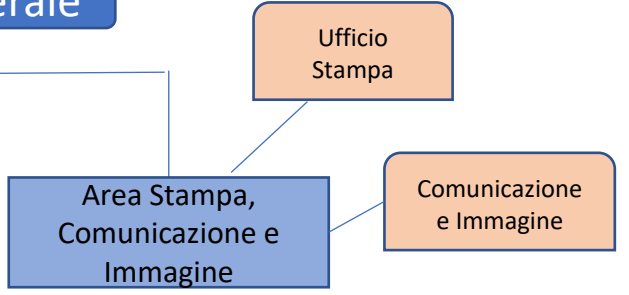 Ufficio
Stampa
Area Stampa,
Comunicazione e
Immagine
Comunicazione
e Immagine